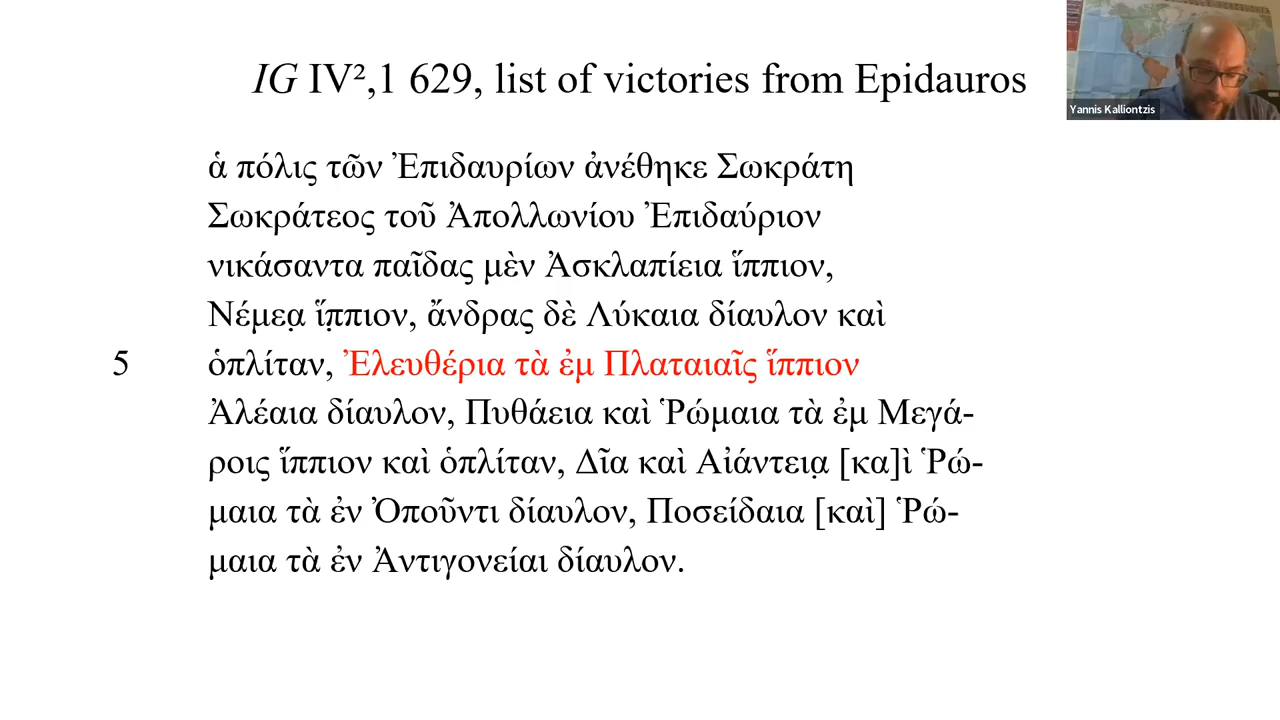 IG IV²,1 629, list of victories from Epidauros
Yannis Kalliontzis
ἁ πόλις τῶν Ἐπιδαυρίων ἀνέθηκε Σωκράτη
Σωκράτεος τοῦ Ἀπολλωνίου Ἐπιδαύριον
νικάσαντα παῖδας μὲν Ἀσκλαπίεια ἵππιον,
Νέμεα̣ ἵπ̣πιον, ἄνδρας δὲ Λύκαια δίαυλον καὶ
5 ὁπλίταν, Ἐλευθέρια τὰ ἐμ Πλαταιαῖς ἵππιον
Ἀλέαια δίαυλον, Πυθάεια καὶ Ῥώμαια τὰ ἐμ Μεγά-
ροις ἵππιον καὶ ὁπλίταν, Δῖα καὶ Αἰάντεια̣ [κα]ὶ Ῥώ-
μαια τὰ ἐν Ὀποῦντι δίαυλον, Ποσείδαια [καὶ] Ῥώ-
μαια τὰ ἐν Ἀντιγονείαι δίαυλον.